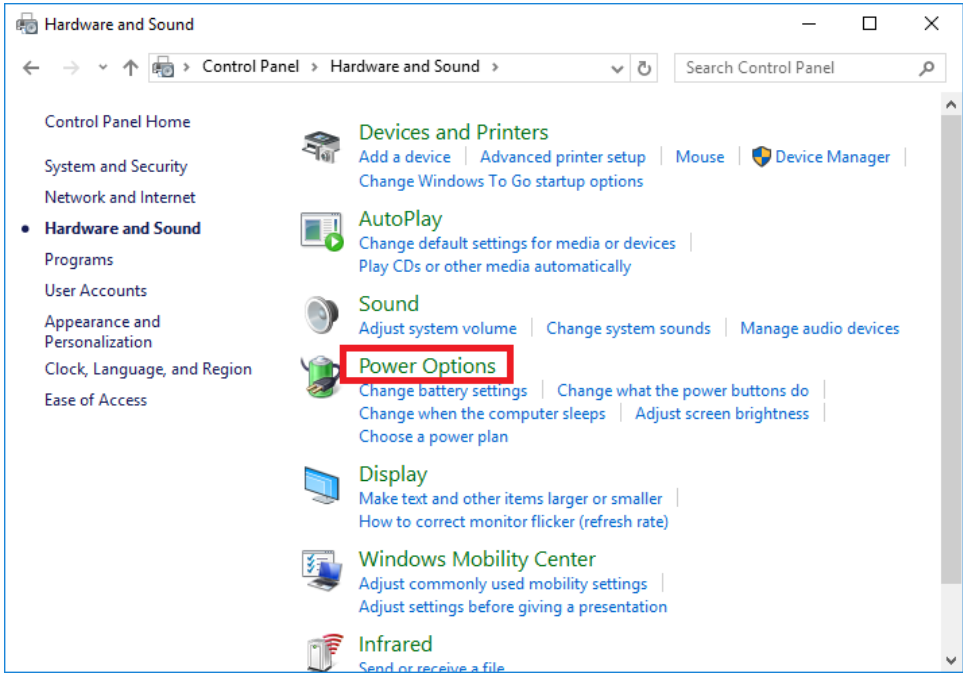 Hardware and Sound
Control Panel > Hardware and Sound >
Search Control Panel
Control Panel Home
System and Security
Network and Internet
Hardware and Sound
Programs
User Accounts
Appearance and
Personalization
Clock, Language, and Region
Ease of Access
Devices and Printers
Add a device | Advanced printer setup | Mouse | Device Manager |
Change Windows To Go startup options
AutoPlay
Change default settings for media or devices |
Play CDs or other media automatically
Sound
Adjust system volume | Change system sounds | Manage audio devices
Power Options
Change battery settings | Change what the power buttons do |
Change when the computer sleeps | Adjust screen brightness |
Choose a power plan
Display
Make text and other items larger or smaller |
How to correct monitor flicker (refresh rate)
Windows Mobility Center
Adjust commonly used mobility settings |
Adjust settings before giving a presentation
Infrared
Send or receive a file